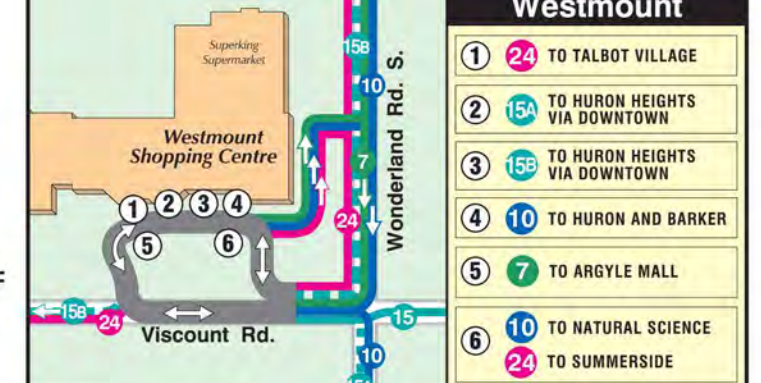 Superking
Supermarket
Westmount
Shopping Centre
1
2
3
4
5
6
15B
10
7
24
Wonderland Rd. S.
15B
24
Viscount Rd.
15
10
Westmount
1 24 TO TALBOT VILLAGE
2 15A TO HURON HEIGHTS
VIA DOWNTOWN
3 15B TO HURON HEIGHTS
VIA DOWNTOWN
4 10 TO HURON AND BARKER
5 7 TO ARGYLE MALL
6 10 TO NATURAL SCIENCE
24 TO SUMMERSIDE